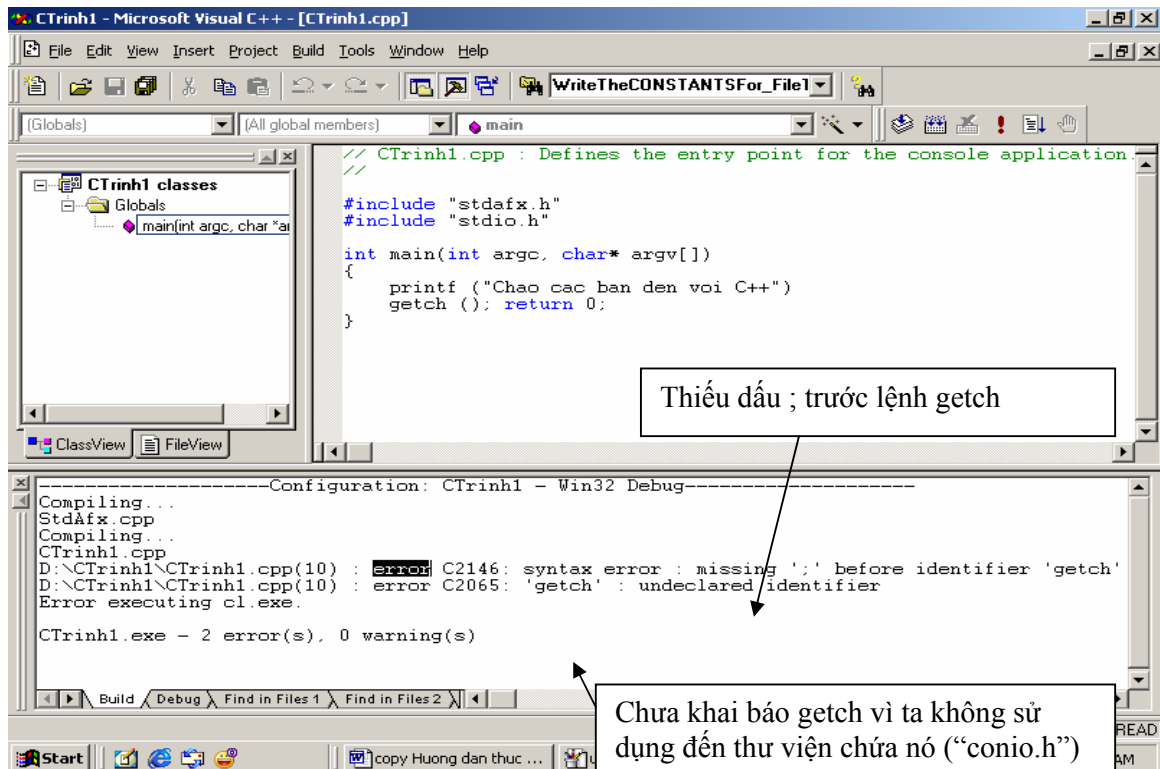 CTrinh1 - Microsoft Visual C++ - [CTrinh1.cpp]
File Edit View Insert Project Build Tools Window Help
WriteTheCONSTANTSFor_File1
(Globals)
(All global members)
main
CTrinh1 classes
Globals
main(int argc, char *ar
ClassView
FileView
// CTrinh1.cpp : Defines the entry point for the console application.
//
#include "stdafx.h"
#include "stdio.h"
int main(int argc, char* argv[])
{
printf ("Chao cac ban den voi C++")
getch (); return 0;
}
Thiếu dấu ; trước lệnh getch
--------------------Configuration: CTrinh1 - Win32 Debug--------------------
Compiling...
StdAfx.cpp
Compiling...
CTrinh1.cpp
D:\CTrinh1\CTrinh1.cpp(10) : error C2146: syntax error : missing ';' before identifier 'getch'
D:\CTrinh1\CTrinh1.cpp(10) : error C2065: 'getch' : undeclared identifier
Error executing cl.exe.
CTrinh1.exe - 2 error(s), 0 warning(s)
Build
Debug
Find in Files 1
Find in Files 2
Chưa khai báo getch vì ta không sử
dụng đến thư viện chứa nó (“conio.h”)
READ
Start
copy Huong dan thuc ...
AM